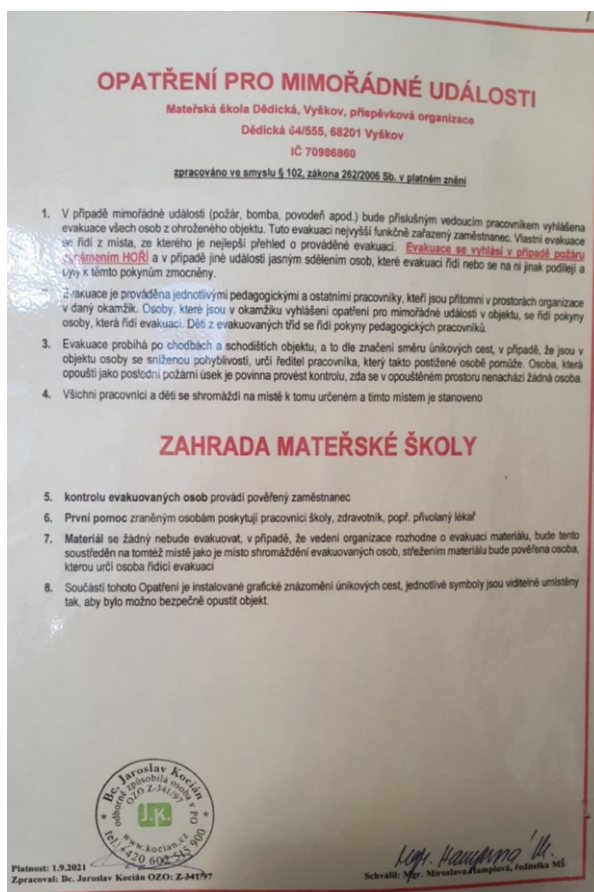 OPATŘENÍ PRO MIMOŘÁDNÉ UDÁLOSTI
Mateřská škola Dědická, Vyškov, příspěvková organizace
Dědická 64/555, 68201 Vyškov
IČ 70986860
zpracováno ve smyslu § 102, zákona 262/2006 Sb. v platném znění
1. V případě mimořádné události (požár, bomba, povodeň apod.) bude příslušným vedoucím pracovníkem vyhlášena
evakuace všech osob z ohroženého objektu. Tuto evakuaci nejvyšší funkčně zařazený zaměstnanec. Vlastní evakuace
se řídí z místa, ze kterého je nejlepší přehled o prováděné evakuaci. Evakuace se vyhlásí v případě požáru
HOŘÍ a v případě jiné události jasným sdělením osob, které evakuaci řídí nebo se na ní jinak podílejí a
byly k těmto pokynům zmocněny.
Evakuace je prováděna jednotlivými pedagogickými a ostatními pracovníky, kteří jsou přítomni v prostorách organizace
v daný okamžik. Osoby, které jsou v okamžiku vyhlášení opatření pro mimořádné události v objektu, se řídí pokyny
osoby, která řídí evakuaci. Děti z evakuovaných tříd se řídí pokyny pedagogických pracovníků.
3. Evakuace probíhá po chodbách a schodištích objektu, a to dle značení směru únikových cest, v případě, že jsou v
objektu osoby se sníženou pohyblivostí, určí ředitel pracovníka, který takto postižené osobě pomůže. Osoba, která
opouští jako poslední požární úsek je povinna provést kontrolu, zda se v opouštěném prostoru nenachází žádná osoba.
4. Všichni pracovníci a děti se shromáždí na místě k tomu určeném a tímto místem je stanoveno
ZAHRADA MATEŘSKÉ ŠKOLY
5. kontrolu evakuovaných osob provádí pověřený zaměstnanec
6. První pomoc zraněným osobám poskytují pracovníci školy, zdravotník, popř. přivolaný lékař
7. Materiál se žádný nebude evakuovat, v případě, že vedení organizace rozhodne o evakuaci materiálu, bude tento
soustředěn na tomtéž místě jako je místo shromáždění evakuovaných osob, střežením materiálu bude pověřena osoba,
kterou určí osoba řídící evakuaci
8. Součástí tohoto Opatření je instalované grafické znázornění únikových cest, jednotlivé symboly jsou viditelně umístěny
tak, aby bylo možno bezpečně opustit objekt.
Bc. Jaroslav Kocián
odborně způsobilá osoba v PO
OZO Z-341/97
J.K.
www.kocian.cz
tel. +420 602 515 900
Platnost: 1.9.2021
Zpracoval: Bc. Jaroslav Kocián OZO: Z-341/97
Mgr. Hamplová M.
Schválil: Mgr. Miroslava Hamplová, ředitelka MŠ